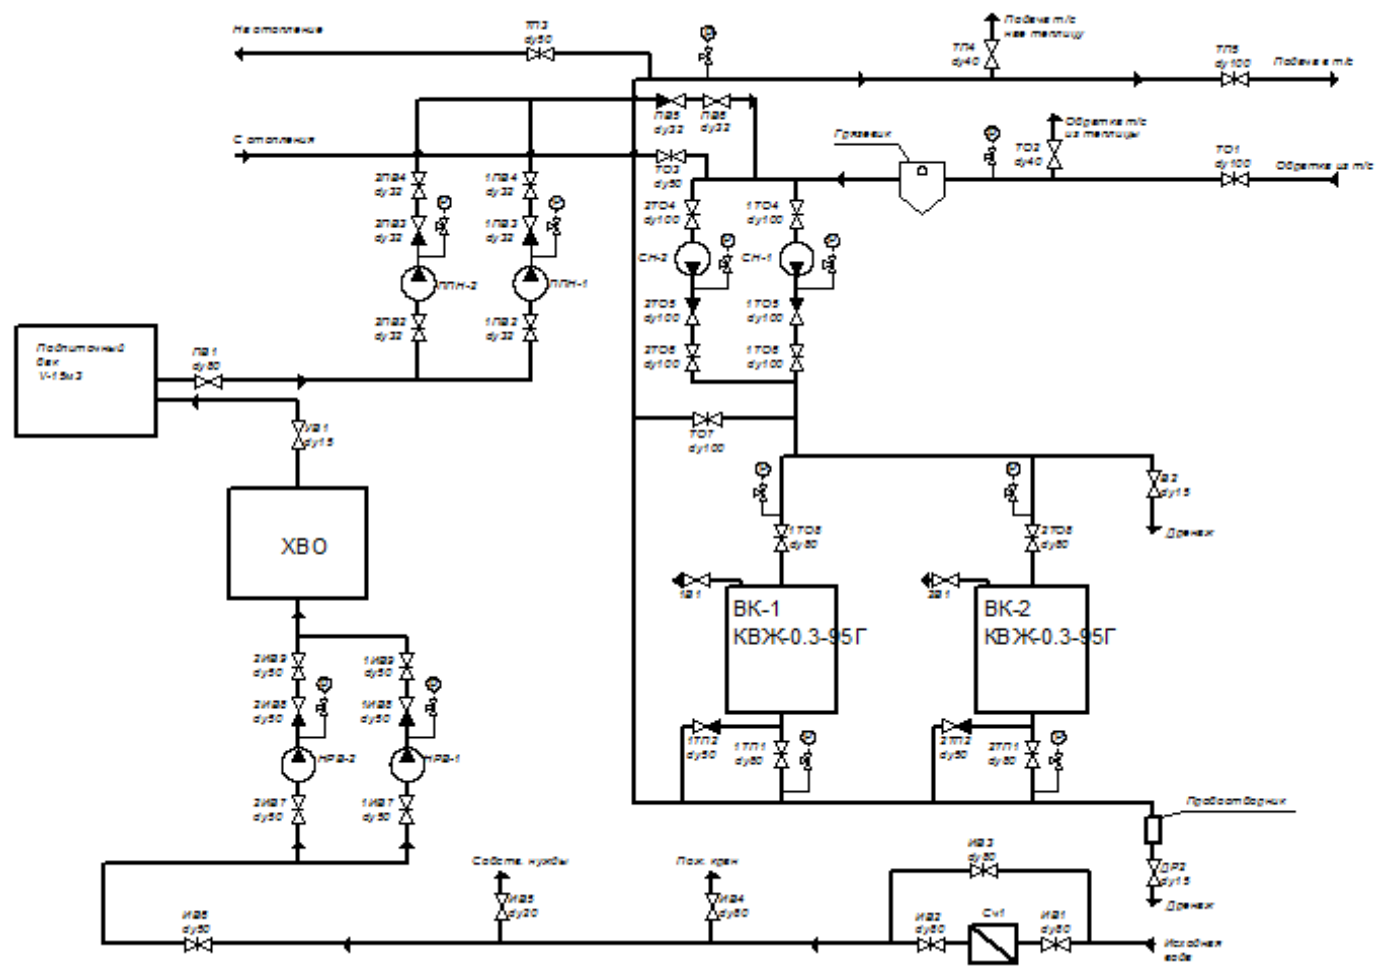 На отопление
ТП3
dy50
Подача т/с
на теплицу
ТП4
dy40
ТП5
dy100
Подача т/с
С отопления
ПВ5
dy32
ПВ6
dy32
ТО3
dy50
Грязевик
ТО2
dy40
Обратка т/с
из теплицы
ТО1
dy100
Обратка из т/с
2ПВ4
dy32
1ПВ4
dy32
2ПВ3
dy32
1ПВ3
dy32
2ТО4
dy100
1ТО4
dy100
СН-2
СН-1
ППН-2
ППН-1
2ПВ2
dy32
1ПВ2
dy32
2ТО5
dy100
1ТО5
dy100
2ТО6
dy100
1ТО6
dy100
Подпиточный
бак
V-15м3
ПВ1
dy80
УВ1
dy15
ТО7
dy100
В2
dy15
Дренаж
1ТО8
dy80
2ТО8
dy80
ХВО
1В1
2В1
ВК-1
КВЖ-0.3-95Г
ВК-2
КВЖ-0.3-95Г
2ИВ9
dy50
1ИВ9
dy50
2ИВ8
dy50
1ИВ8
dy50
НРВ-2
НРВ-1
2ИВ7
dy50
1ИВ7
dy50
1ТП2
dy50
1ТП1
dy80
2ТП2
dy50
2ТП1
dy80
Пробоотборник
ДР2
dy15
Дренаж
Собств. нужды
Пож. кран
ИВ3
dy80
ИВ5
dy20
ИВ4
dy80
ИВ6
dy50
ИВ2
dy80
Сч1
ИВ1
dy80
Исходная
вода